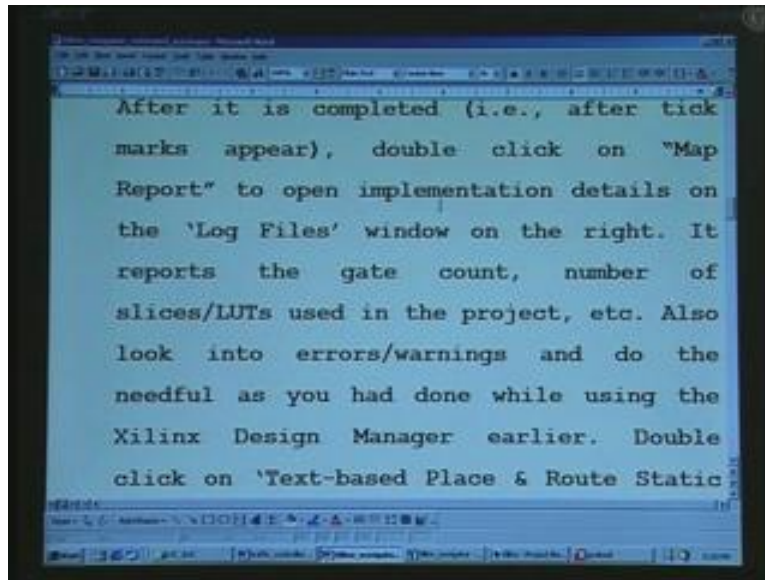 After it is completed (i.e., after tick
marks appear), double click on "Map
Report" to open implementation details on
the 'Log Files' window on the right. It
reports the gate count, number of
slices/LUTs used in the project, etc. Also
look into errors/warnings and do the
needful as you had done while using the
Xilinx Design Manager earlier. Double
click on 'Text-based Place & Route Static